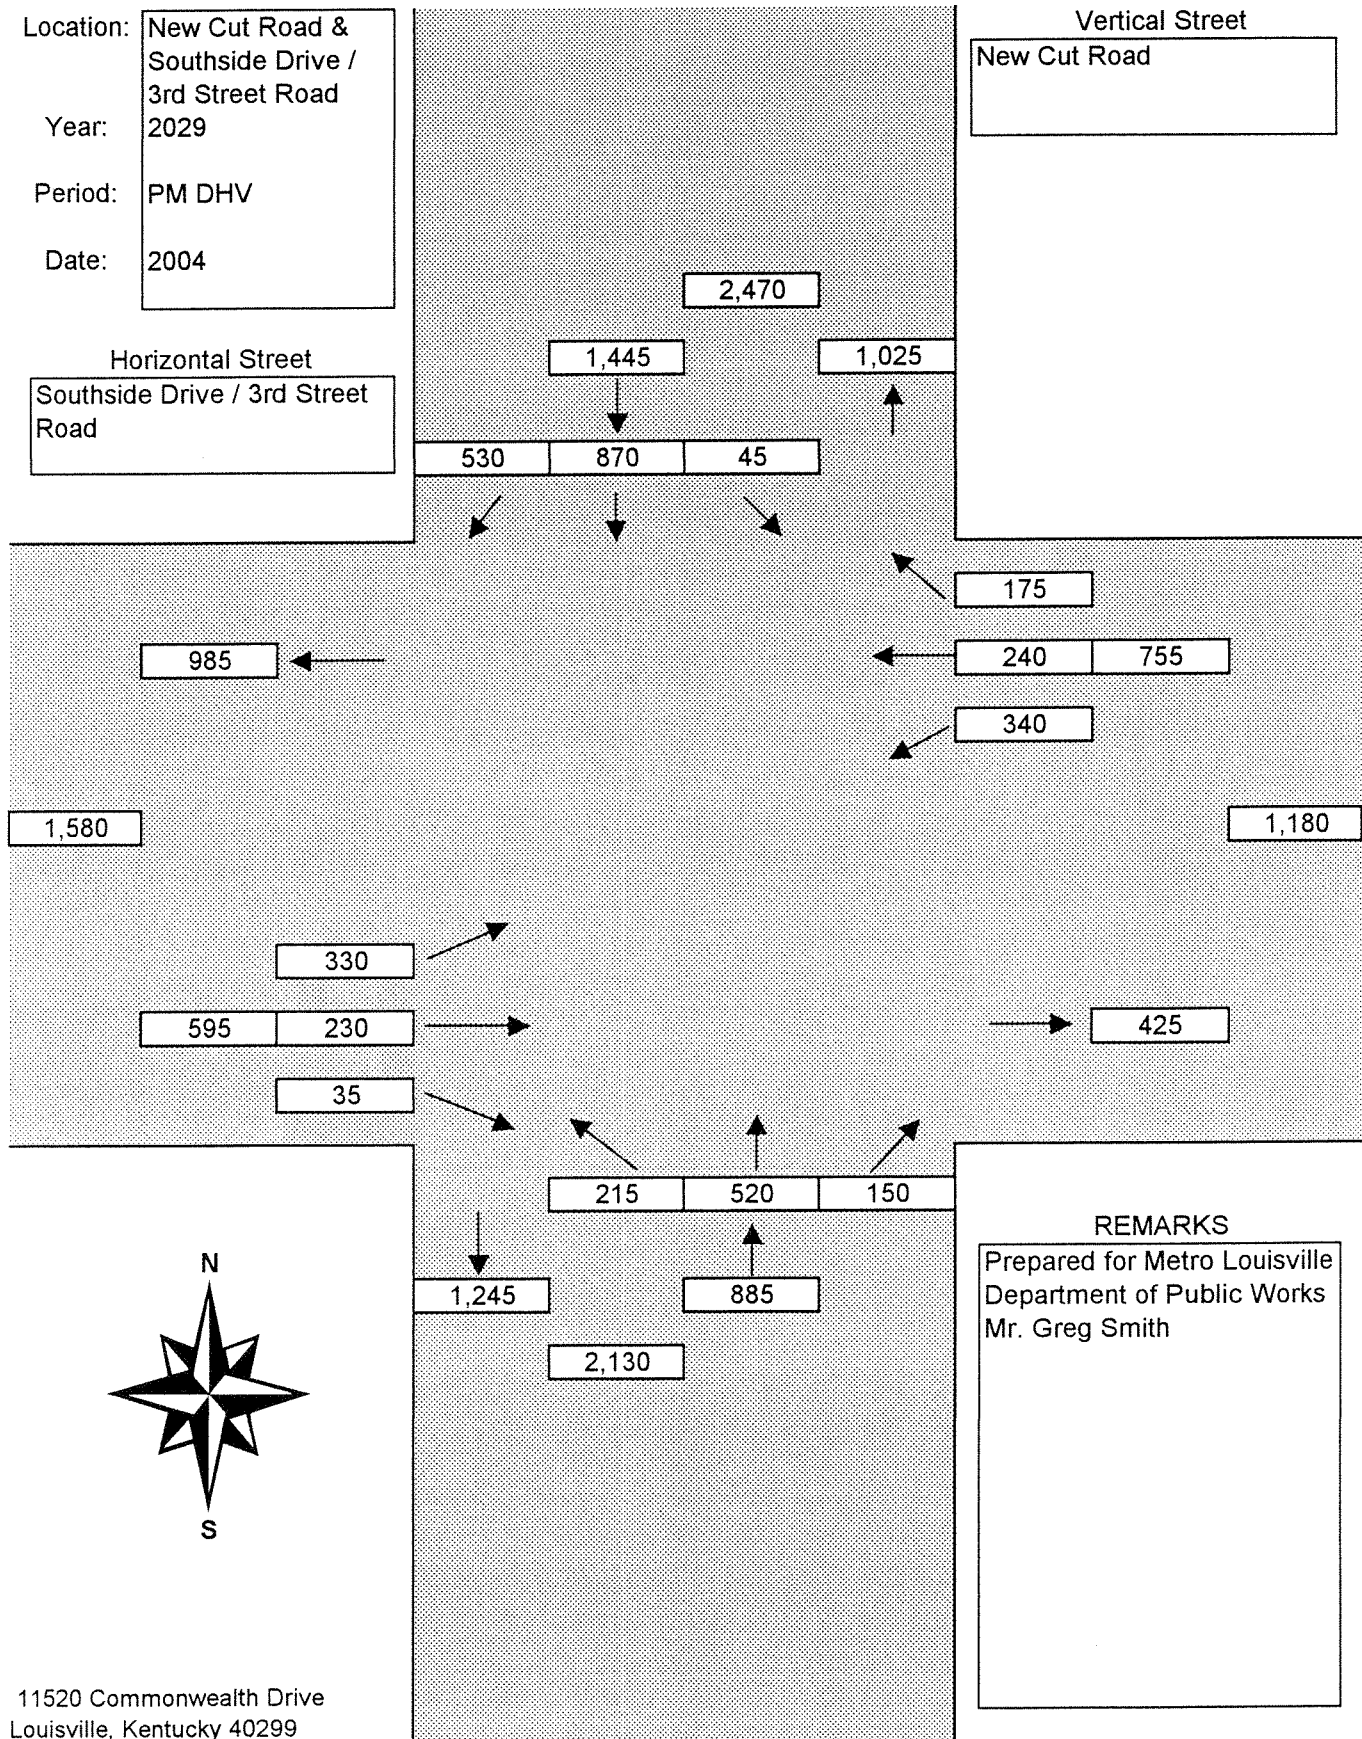 Location:
New Cut Road &
Southside Drive /
3rd Street Road
Year:
2029
Period:
PM DHV
Date:
2004
Vertical Street
New Cut Road
Horizontal Street
Southside Drive / 3rd Street
Road
2,470
1,445
1,025
530 870 45
175
985
240 755
340
1,580
1,180
330
595 230
425
35
215 520 150
1,245
885
2,130
N
S
REMARKS
Prepared for Metro Louisville
Department of Public Works
Mr. Greg Smith
11520 Commonwealth Drive
Louisville, Kentucky 40299